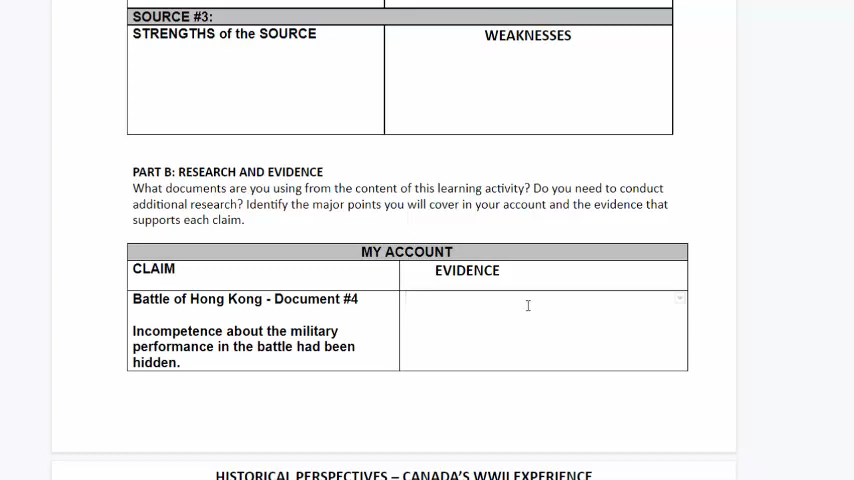 SOURCE #3:
STRENGTHS of the SOURCE
WEAKNESSES
PART B: RESEARCH AND EVIDENCE
What documents are you using from the content of this learning activity? Do you need to conduct
additional research? Identify the major points you will cover in your account and the evidence that
supports each claim.
MY ACCOUNT
CLAIM
EVIDENCE
Battle of Hong Kong - Document #4
Incompetence about the military
performance in the battle had been
hidden.
HISTORICAL PERSPECTIVES – CANADA'S WWII EXPERIENCE